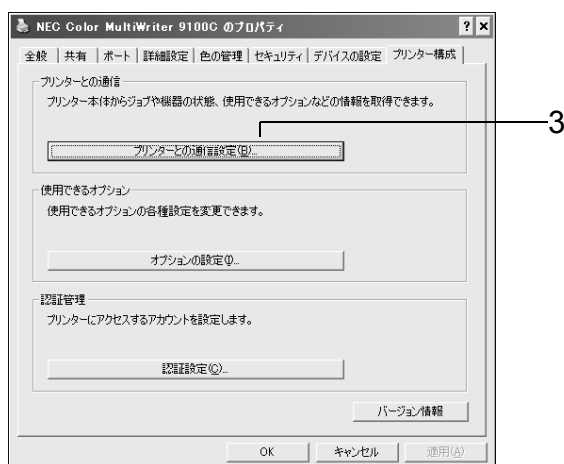 NEC Color MultiWriter 9100C のプロパティ
全般 共有 ポート 詳細設定 色の管理 セキュリティ デバイスの設定 プリンター構成
プリンターとの通信
プリンター本体からジョブや機器の状態、使用できるオプションなどの情報を取得できます。
3
プリンターとの通信設定(B)...
使用できるオプション
使用できるオプションの各種設定を変更できます。
オプションの設定(I)...
認証管理
プリンターにアクセスするアカウントを設定します。
認証設定(C)...
バージョン情報
OK キャンセル 適用(A)